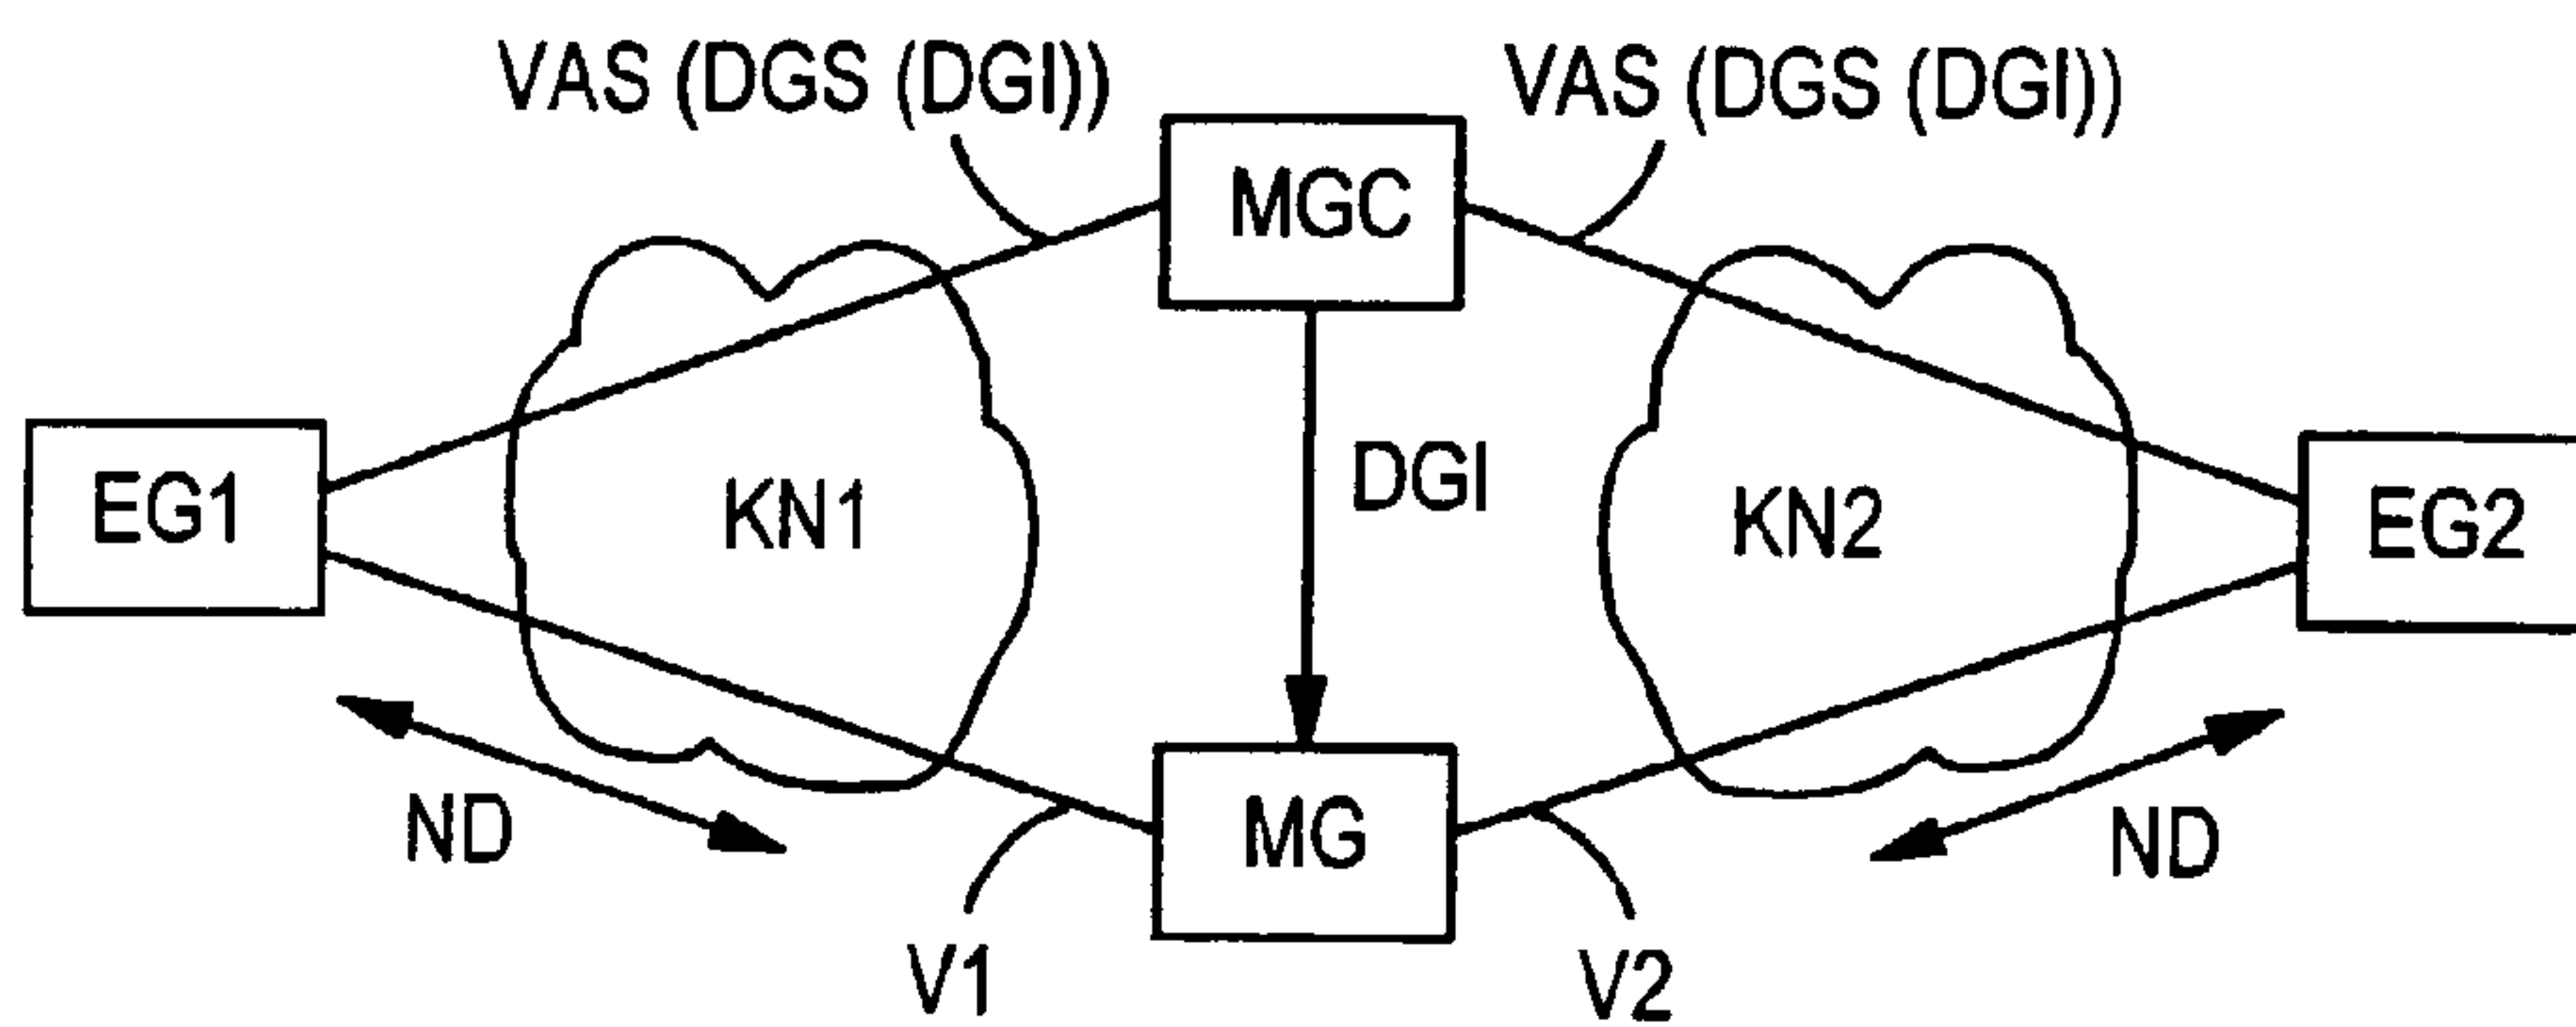 VAS (DGS (DGI))
VAS (DGS (DGI))
MGC
EG1
KN1
DGI
KN2
EG2
ND
MG
ND
V1
V2